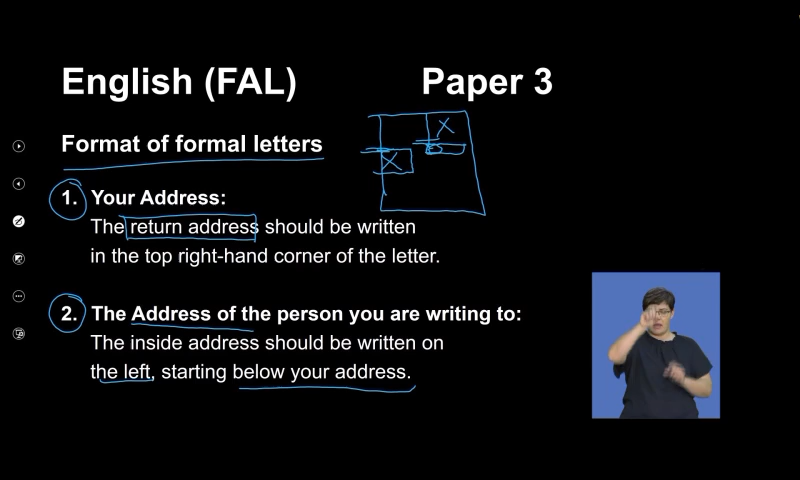 English (FAL) Paper 3
Format of formal letters
1. Your Address:
The return address should be written
in the top right-hand corner of the letter.
2. The Address of the person you are writing to:
The inside address should be written on
the left, starting below your address.